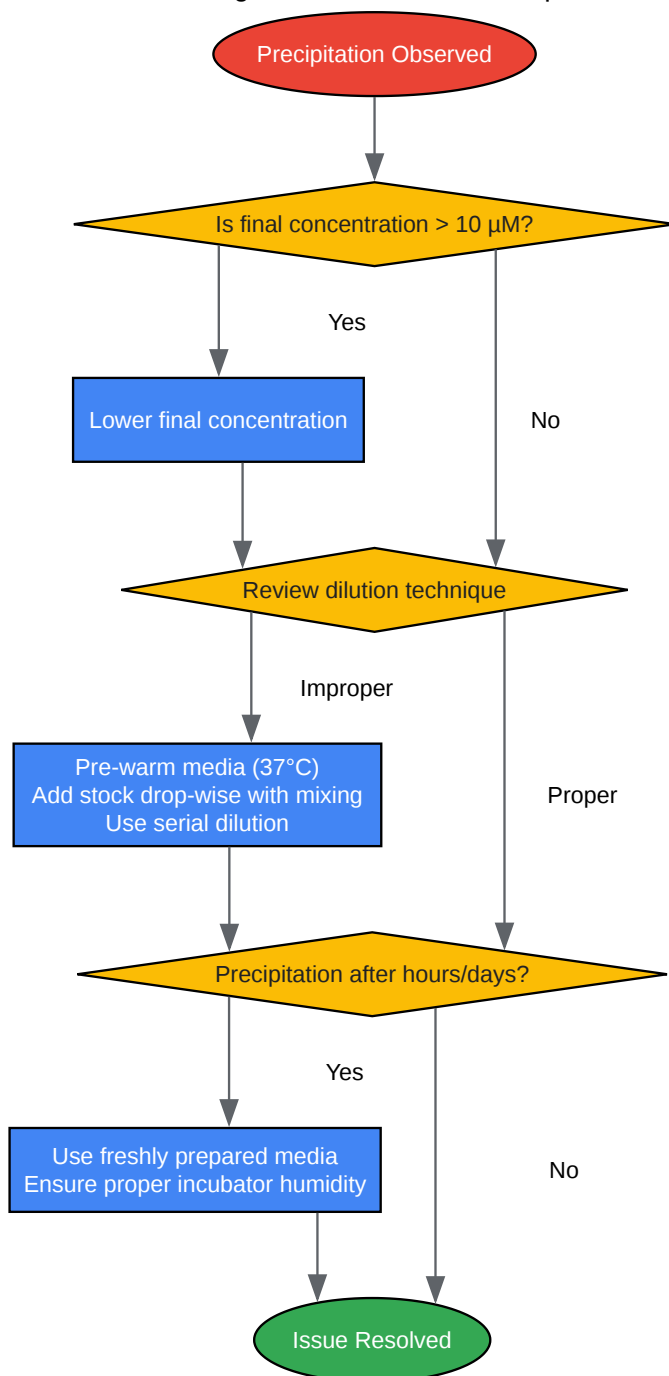 Precipitation Observed
Is final concentration > 10 µM?
Yes
Lower final concentration
No
Review dilution technique
Improper
Pre-warm media (37°C)
Add stock drop-wise with mixing
Use serial dilution
Proper
Precipitation after hours/days?
Yes
Use freshly prepared media
Ensure proper incubator humidity
No
Issue Resolved